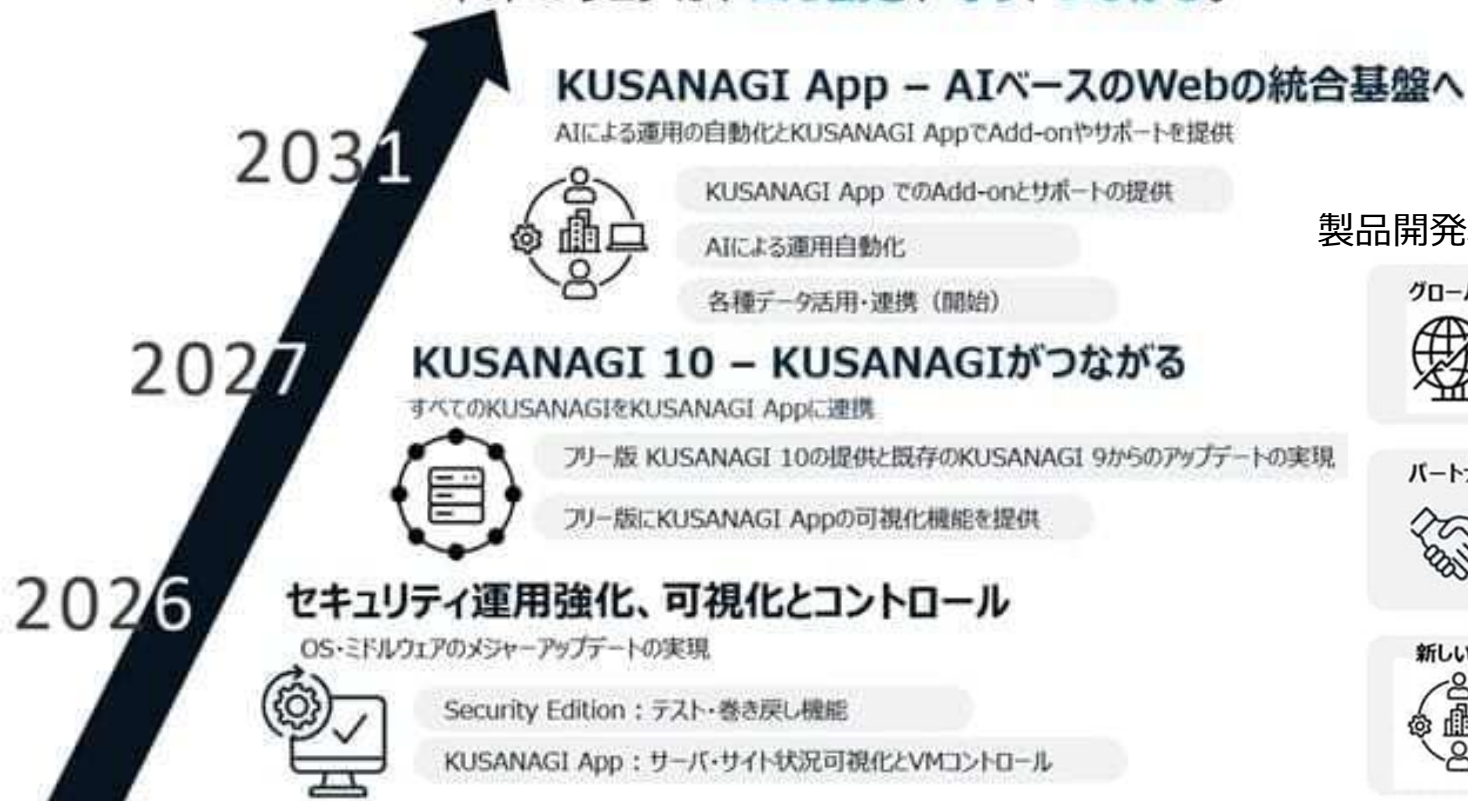 2031
KUSANAGI App – AIベースのWebの統合基盤へ
AIによる運用の自動化とKUSANAGI AppでAdd-onやサポートを提供
KUSANAGI App でのAdd-onとサポートの提供
AIによる運用自動化
各種データ活用・連携（開始）
2027
KUSANAGI 10 – KUSANAGIがつながる
すべてのKUSANAGIをKUSANAGI Appに連携
フリー版 KUSANAGI 10の提供と既存のKUSANAGI 9からのアップデートの実現
フリー版にKUSANAGI Appの可視化機能を提供
2026
セキュリティ運用強化、可視化とコントロール
OS・ミドルウェアのメジャーアップデートの実現
Security Edition：テスト・巻き戻し機能
KUSANAGI App：サーバ・サイト状況可視化とVMコントロール
製品開発
グロー
パート
新しい